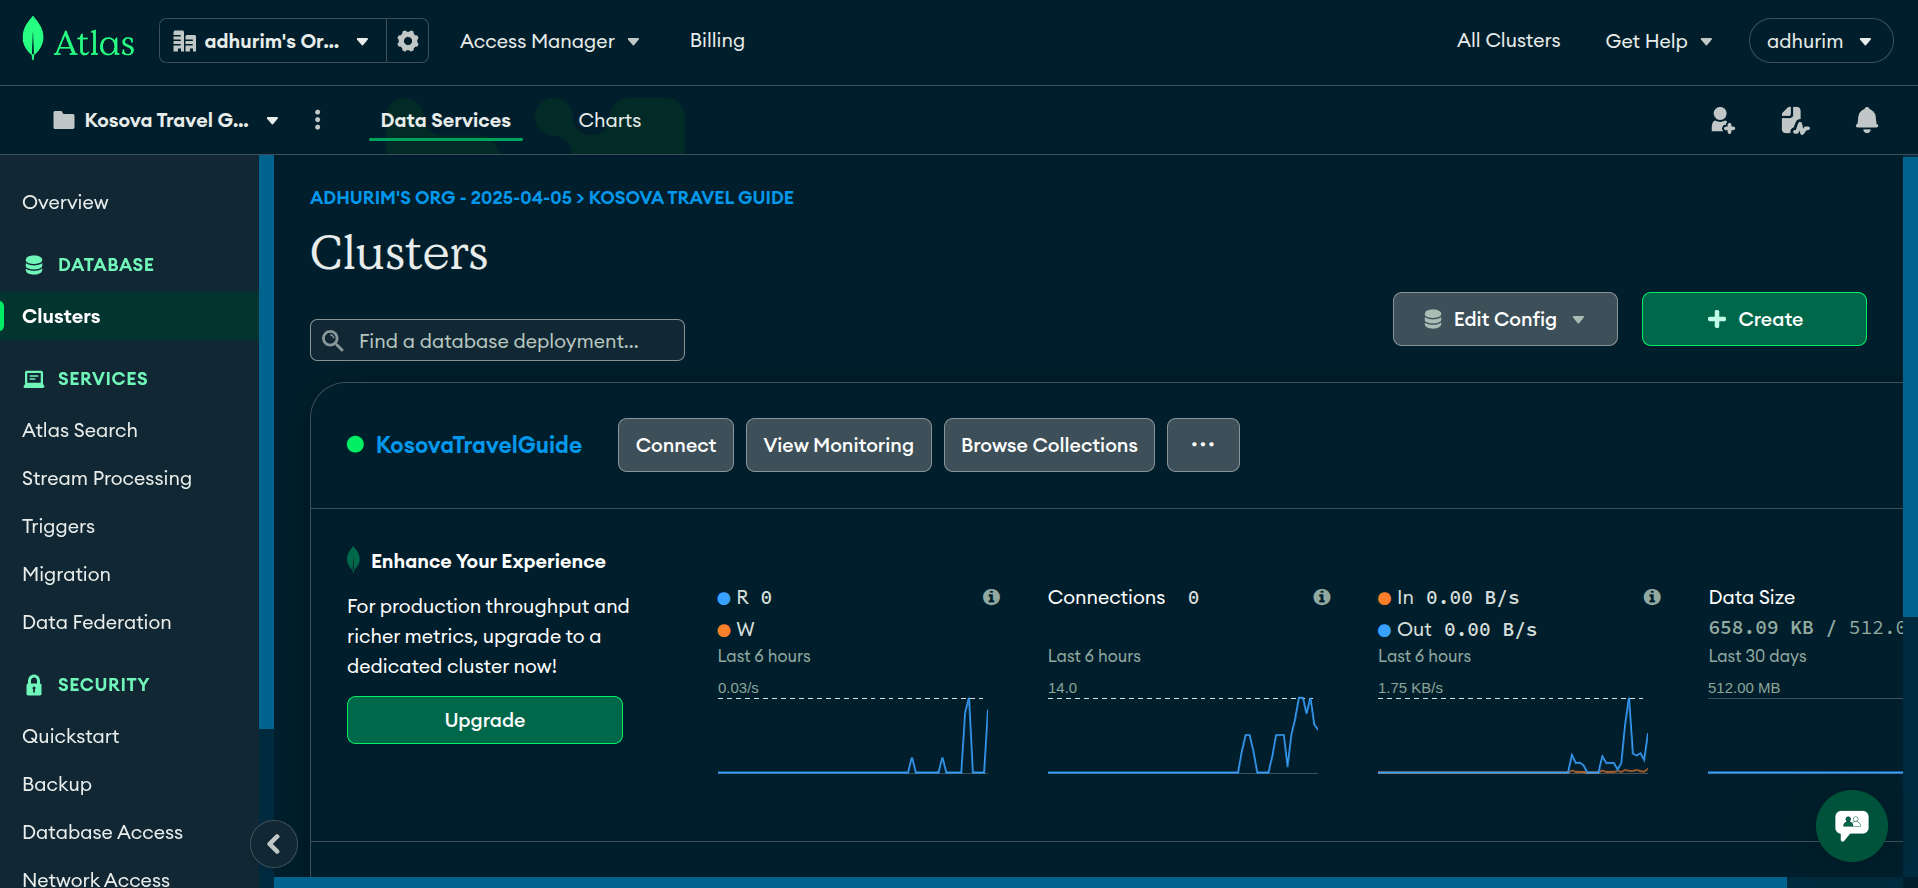 Atlas
adhurim's Or...
Access Manager
Billing
All Clusters
Get Help
adhurim
Kosova Travel G...
Data Services
Charts
Overview
DATABASE
Clusters
SERVICES
Atlas Search
Stream Processing
Triggers
Migration
Data Federation
SECURITY
Quickstart
Backup
Database Access
Network Access
ADHURIM'S ORG - 2025-04-05 > KOSOVA TRAVEL GUIDE
Clusters
Find a database deployment...
Edit Config
+ Create
KosovaTravelGuide
Connect
View Monitoring
Browse Collections
...
Enhance Your Experience
For production throughput and
richer metrics, upgrade to a
dedicated cluster now!
Upgrade
R 0
W
Last 6 hours
0.03/s
Connections 0
Last 6 hours
14.0
In 0.00 B/s
Out 0.00 B/s
Last 6 hours
1.75 KB/s
Data Size
658.09 KB / 512.0
Last 30 days
512.00 MB